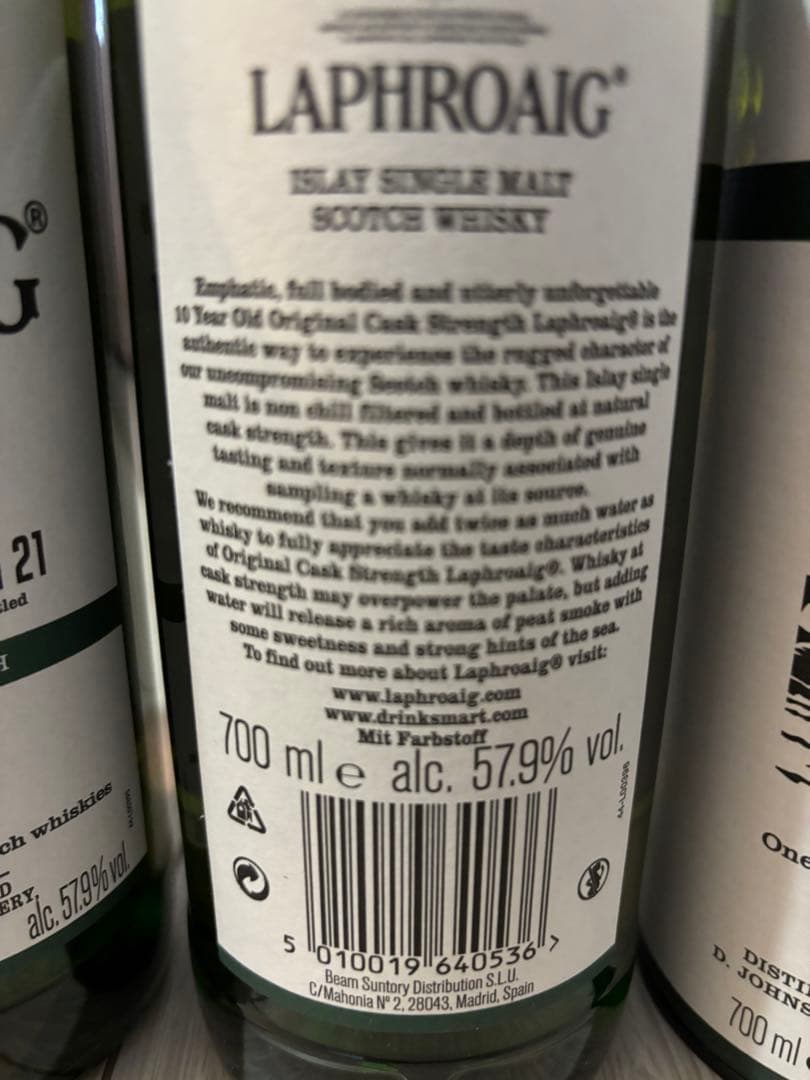 LAPHROAIG®
ISLAY SINGLE MALT
SCOTCH WHISKY
Emphatic, full bodied and utterly unforgettable
10 Year Old Original Cask Strength Laphroaig® is the
authentic way to experience the rugged character of
our uncompromising Scotch whisky. This Islay single
malt is non chill filtered and bottled at natural
cask strength. This gives it a depth of genuine
tasting and texture normally associated with
sampling a whisky at its source.
We recommend that you add twice as much water as
whisky to fully appreciate the taste characteristics
of Original Cask Strength Laphroaig®. Whisky at
cask strength may overpower the palate, but adding
water will release a rich aroma of peat smoke with
some sweetness and strong hints of the sea.
To find out more about Laphroaig® visit:
www.laphroaig.com
www.drinksmart.com
Mit Farbstoff
700 ml e alc. 57.9% vol.
5 010019 640536 >
Beam Suntory Distribution S.L.U.
C/Mahonia Nº 2, 28043, Madrid, Spain
G®
21
led
H
ch whiskies
D
ERY,
alc. 57.9% vol.
One
DISTI
D. JOHNS
700 ml